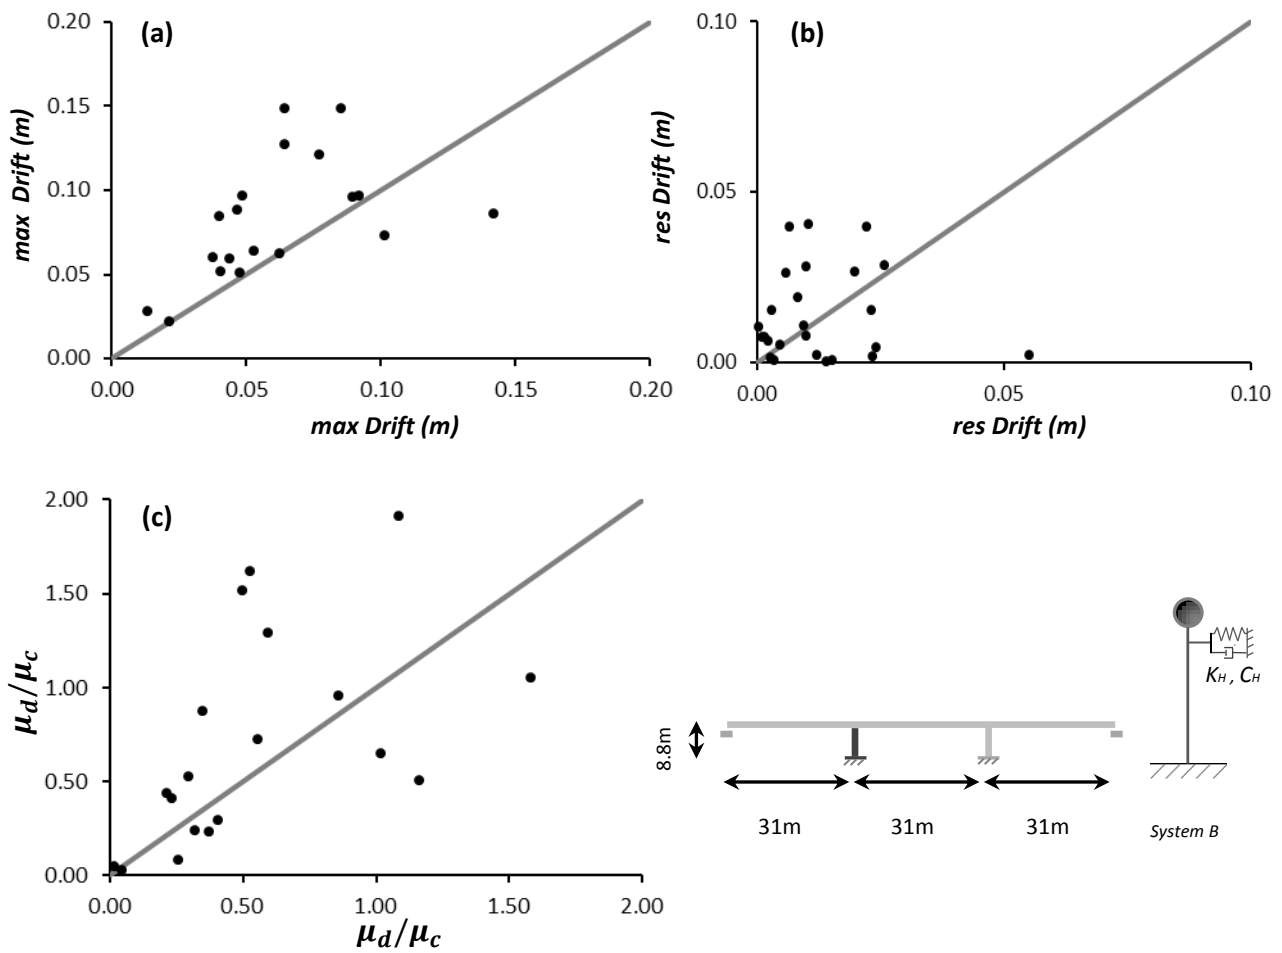 (a)
0.20
0.15
0.10
0.05
0.00
max Drift (m)
0.00 0.05 0.10 0.15 0.20
max Drift (m)
(b)
0.10
0.05
0.00
res Drift (m)
0.00 0.05 0.10
res Drift (m)
(c)
2.00
1.50
1.00
0.50
0.00
μd/μc
0.00 0.50 1.00 1.50 2.00
μd/μc
8.8m
31m 31m 31m
KH , CH
System B